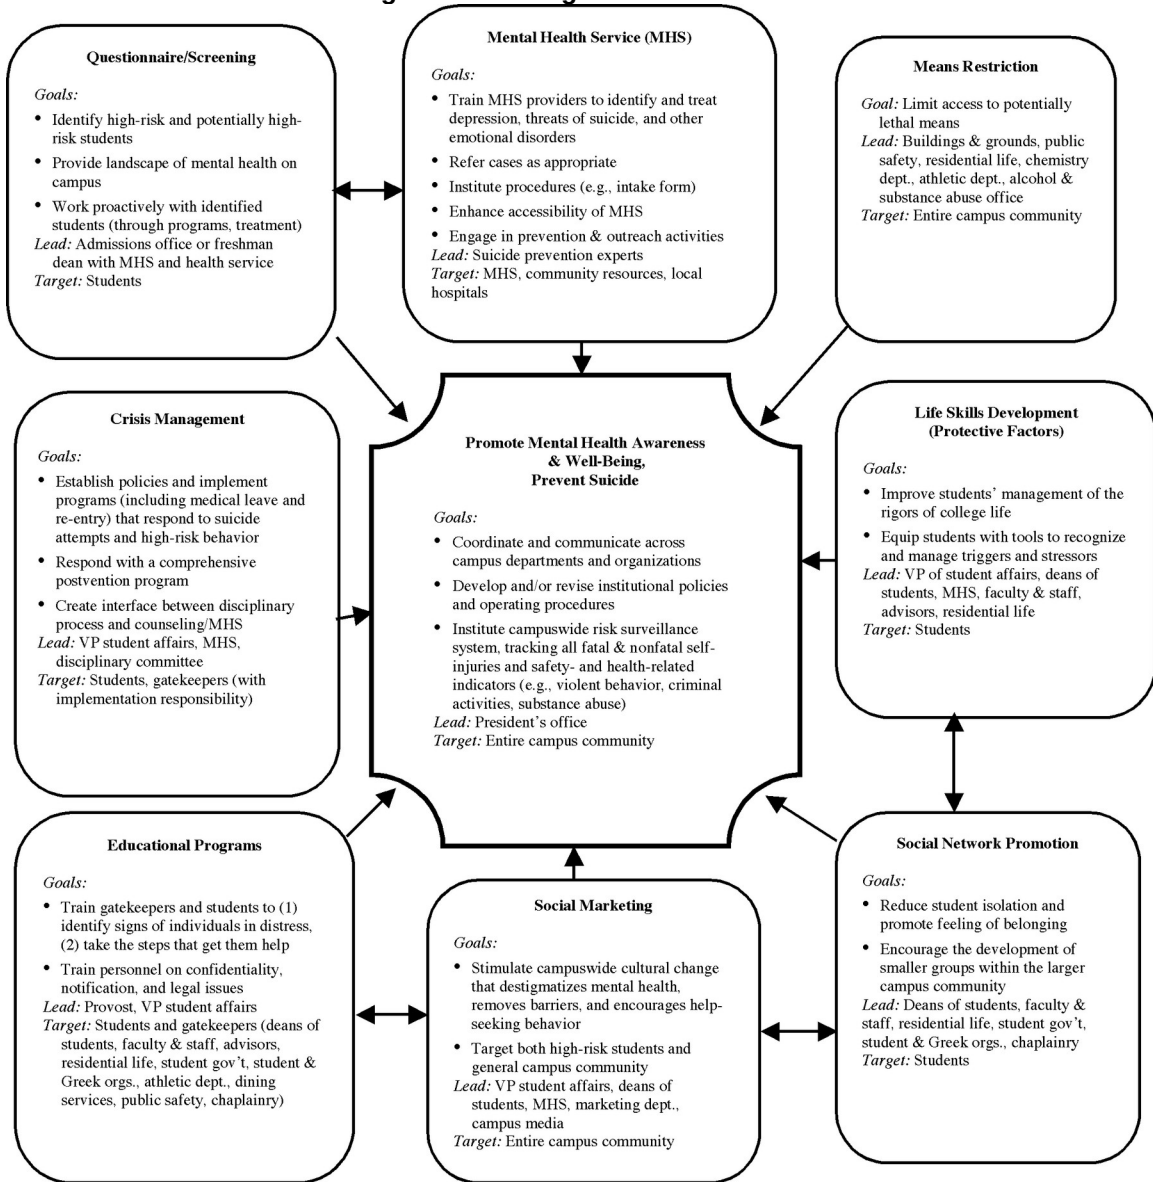 Questionnaire/Screening
Goals:
• Identify high-risk and potentially high-
risk students
• Provide landscape of mental health on
campus
• Work proactively with identified
students (through programs, treatment)
Lead: Admissions office or freshman
dean with MHS and health service
Target: Students
Mental Health Service (MHS)
Goals:
• Train MHS providers to identify and treat
depression, threats of suicide, and other
emotional disorders
• Refer cases as appropriate
• Institute procedures (e.g., intake form)
• Enhance accessibility of MHS
• Engage in prevention & outreach activities
Lead: Suicide prevention experts
Target: MHS, community resources, local
hospitals
Means Restriction
Goal: Limit access to potentially
lethal means
Lead: Buildings & grounds, public
safety, residential life, chemistry
dept., athletic dept., alcohol &
substance abuse office
Target: Entire campus community
Crisis Management
Goals:
• Establish policies and implement
programs (including medical leave and
re-entry) that respond to suicide
attempts and high-risk behavior
• Respond with a comprehensive
postvention program
• Create interface between disciplinary
process and counseling/MHS
Lead: VP student affairs, MHS,
disciplinary committee
Target: Students, gatekeepers (with
implementation responsibility)
Promote Mental Health Awareness
& Well-Being,
Prevent Suicide
Goals:
• Coordinate and communicate across
campus departments and organizations
• Develop and/or revise institutional policies
and operating procedures
• Institute campuswide risk surveillance
system, tracking all fatal & nonfatal self-
injuries and safety- and health-related
indicators (e.g., violent behavior, criminal
activities, substance abuse)
Lead: President’s office
Target: Entire campus community
Life Skills Development
(Protective Factors)
Goals:
• Improve students’ management of the
rigors of college life
• Equip students with tools to recognize
and manage triggers and stressors
Lead: VP of student affairs, deans of
students, MHS, faculty & staff,
advisors, residential life
Target: Students
Educational Programs
Goals:
• Train gatekeepers and students to (1)
identify signs of individuals in distress,
(2) take the steps that get them help
• Train personnel on confidentiality,
notification, and legal issues
Lead: Provost, VP student affairs
Target: Students and gatekeepers (deans of
students, faculty & staff, advisors,
residential life, student gov’t, student &
Greek orgs., athletic dept., dining
services, public safety, chaplainry)
Social Marketing
Goals:
• Stimulate campuswide cultural change
that destigmatizes mental health,
removes barriers, and encourages help-
seeking behavior
• Target both high-risk students and
general campus community
Lead: VP student affairs, deans of
students, MHS, marketing dept.,
campus media
Target: Entire campus community
Social Network Promotion
Goals:
• Reduce student isolation and
promote feeling of belonging
• Encourage the development of
smaller groups within the larger
campus community
Lead: Deans of students, faculty &
staff, residential life, student gov’t,
student & Greek orgs., chaplainry
Target: Students